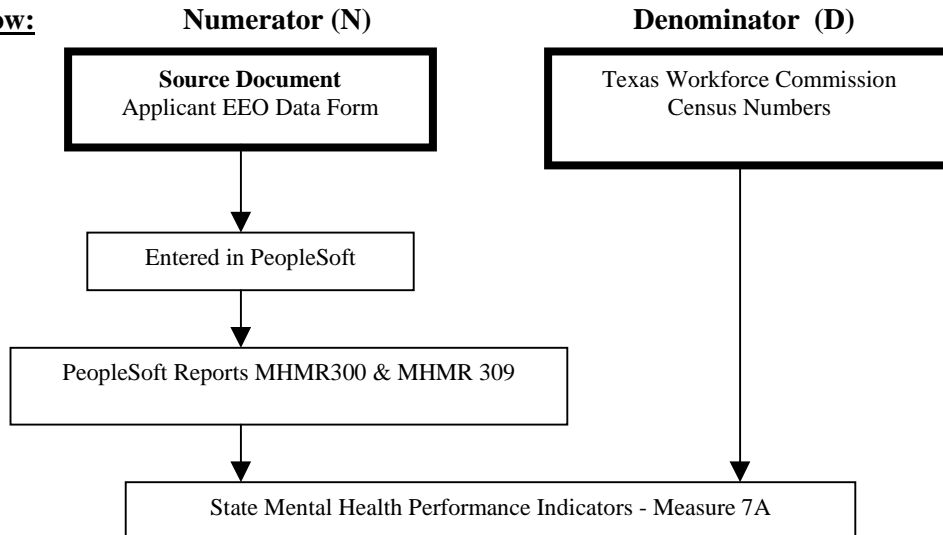 ow:
Numerator (N)
Denominator (D)
Source Document
Applicant EEO Data Form
Texas Workforce Commission
Census Numbers
Entered in PeopleSoft
PeopleSoft Reports MHMR300 & MHMR 309
State Mental Health Performance Indicators - Measure 7A